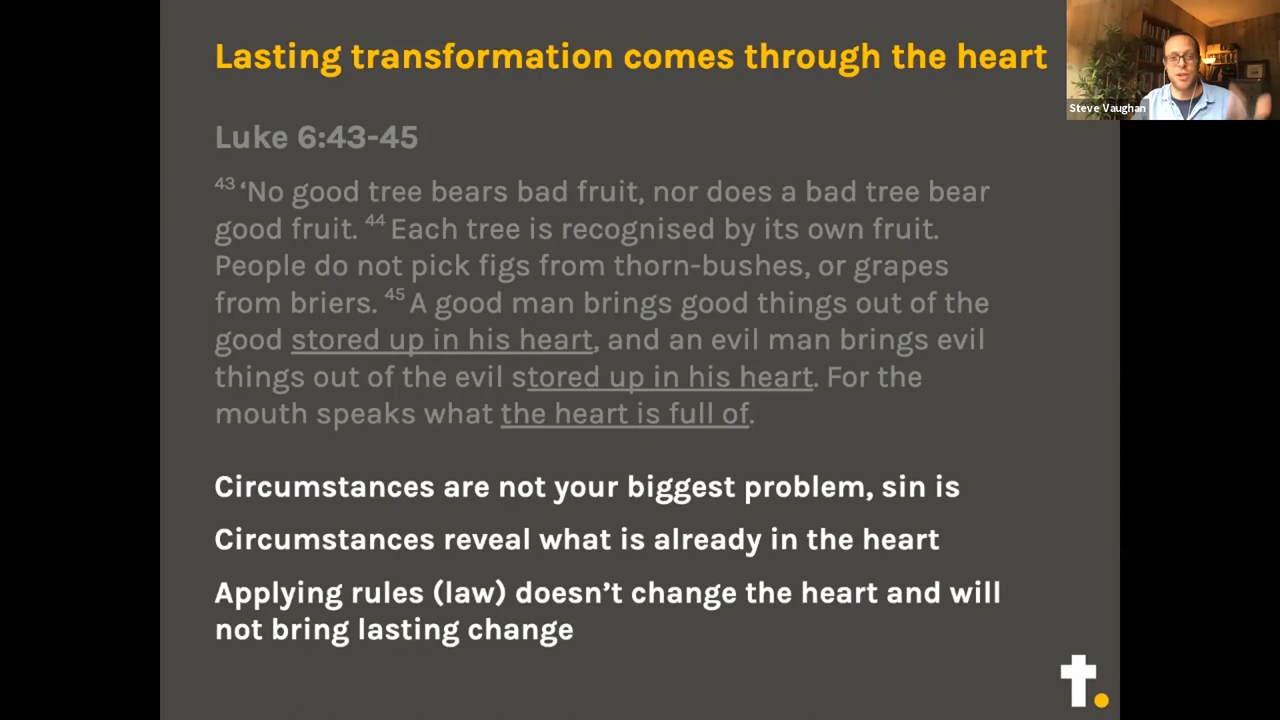 Lasting transformation comes through the heart
Steve Vaughan
Luke 6:43-45
43 ‘No good tree bears bad fruit, nor does a bad tree bear
good fruit. 44 Each tree is recognised by its own fruit.
People do not pick figs from thorn-bushes, or grapes
from briers. 45 A good man brings good things out of the
good stored up in his heart, and an evil man brings evil
things out of the evil stored up in his heart. For the
mouth speaks what the heart is full of.
Circumstances are not your biggest problem, sin is
Circumstances reveal what is already in the heart
Applying rules (law) doesn’t change the heart and will
not bring lasting change